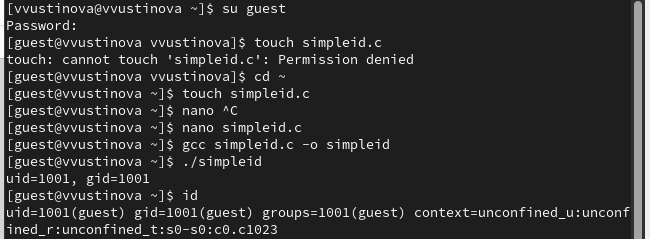 [vvustinova@vvustinova ~]$ su guest
Password:
[guest@vvustinova vvustinova]$ touch simpleid.c
touch: cannot touch 'simpleid.c': Permission denied
[guest@vvustinova vvustinova]$ cd ~
[guest@vvustinova ~]$ touch simpleid.c
[guest@vvustinova ~]$ nano ^C
[guest@vvustinova ~]$ nano simpleid.c
[guest@vvustinova ~]$ gcc simpleid.c -o simpleid
[guest@vvustinova ~]$ ./simpleid
uid=1001, gid=1001
[guest@vvustinova ~]$ id
uid=1001(guest) gid=1001(guest) groups=1001(guest) context=unconfined_u:unconf
ined_r:unconfined_t:s0-s0:c0.c1023